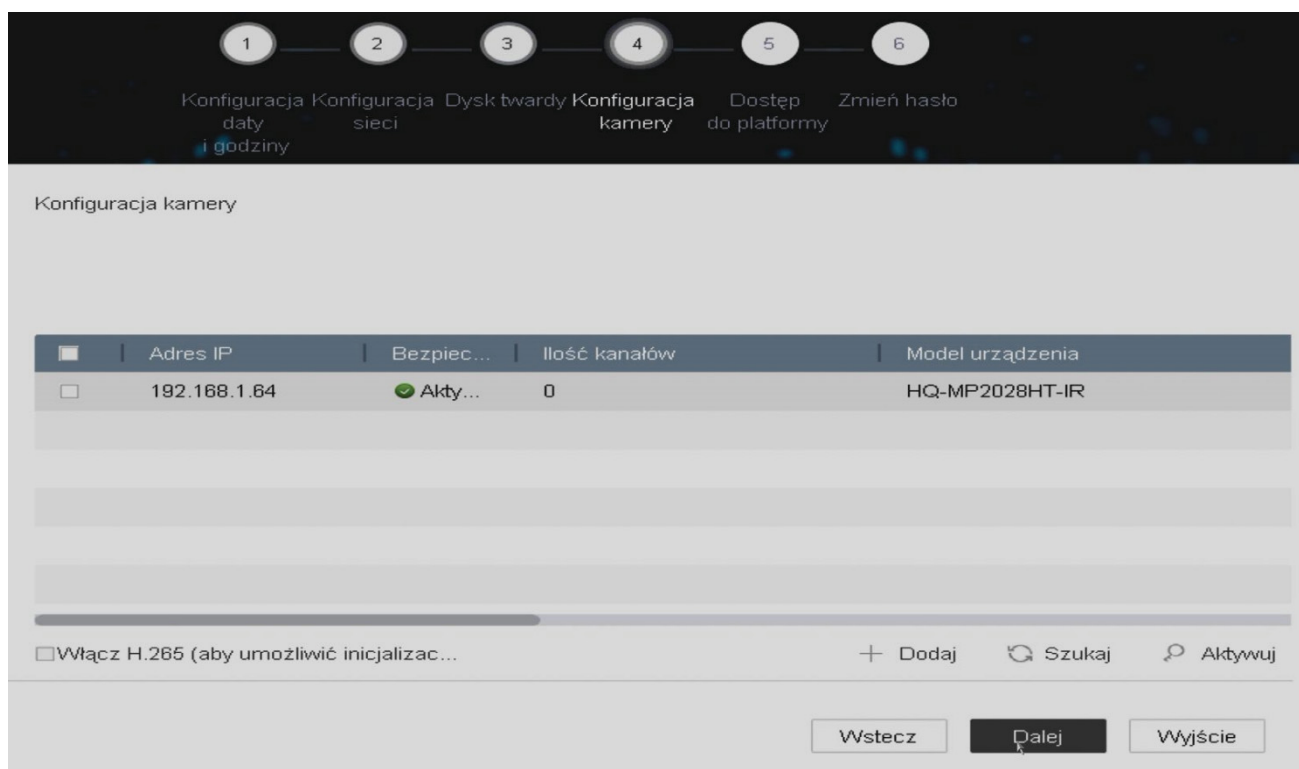 1 2 3 4 5 6
Konfiguracja daty i godziny
Konfiguracja sieci
Dysk twardy
Konfiguracja kamery
Dostęp do platformy
Zmień hasło
Konfiguracja kamery
Adres IP Bezpiec... Ilość kanałów Model urządzenia
192.168.1.64 Akty... 0 HQ-MP2028HT-IR
Włącz H.265 (aby umożliwić inicjalizac... Dodaj Szukaj Aktywuj
Wstecz Dalej Wyjście